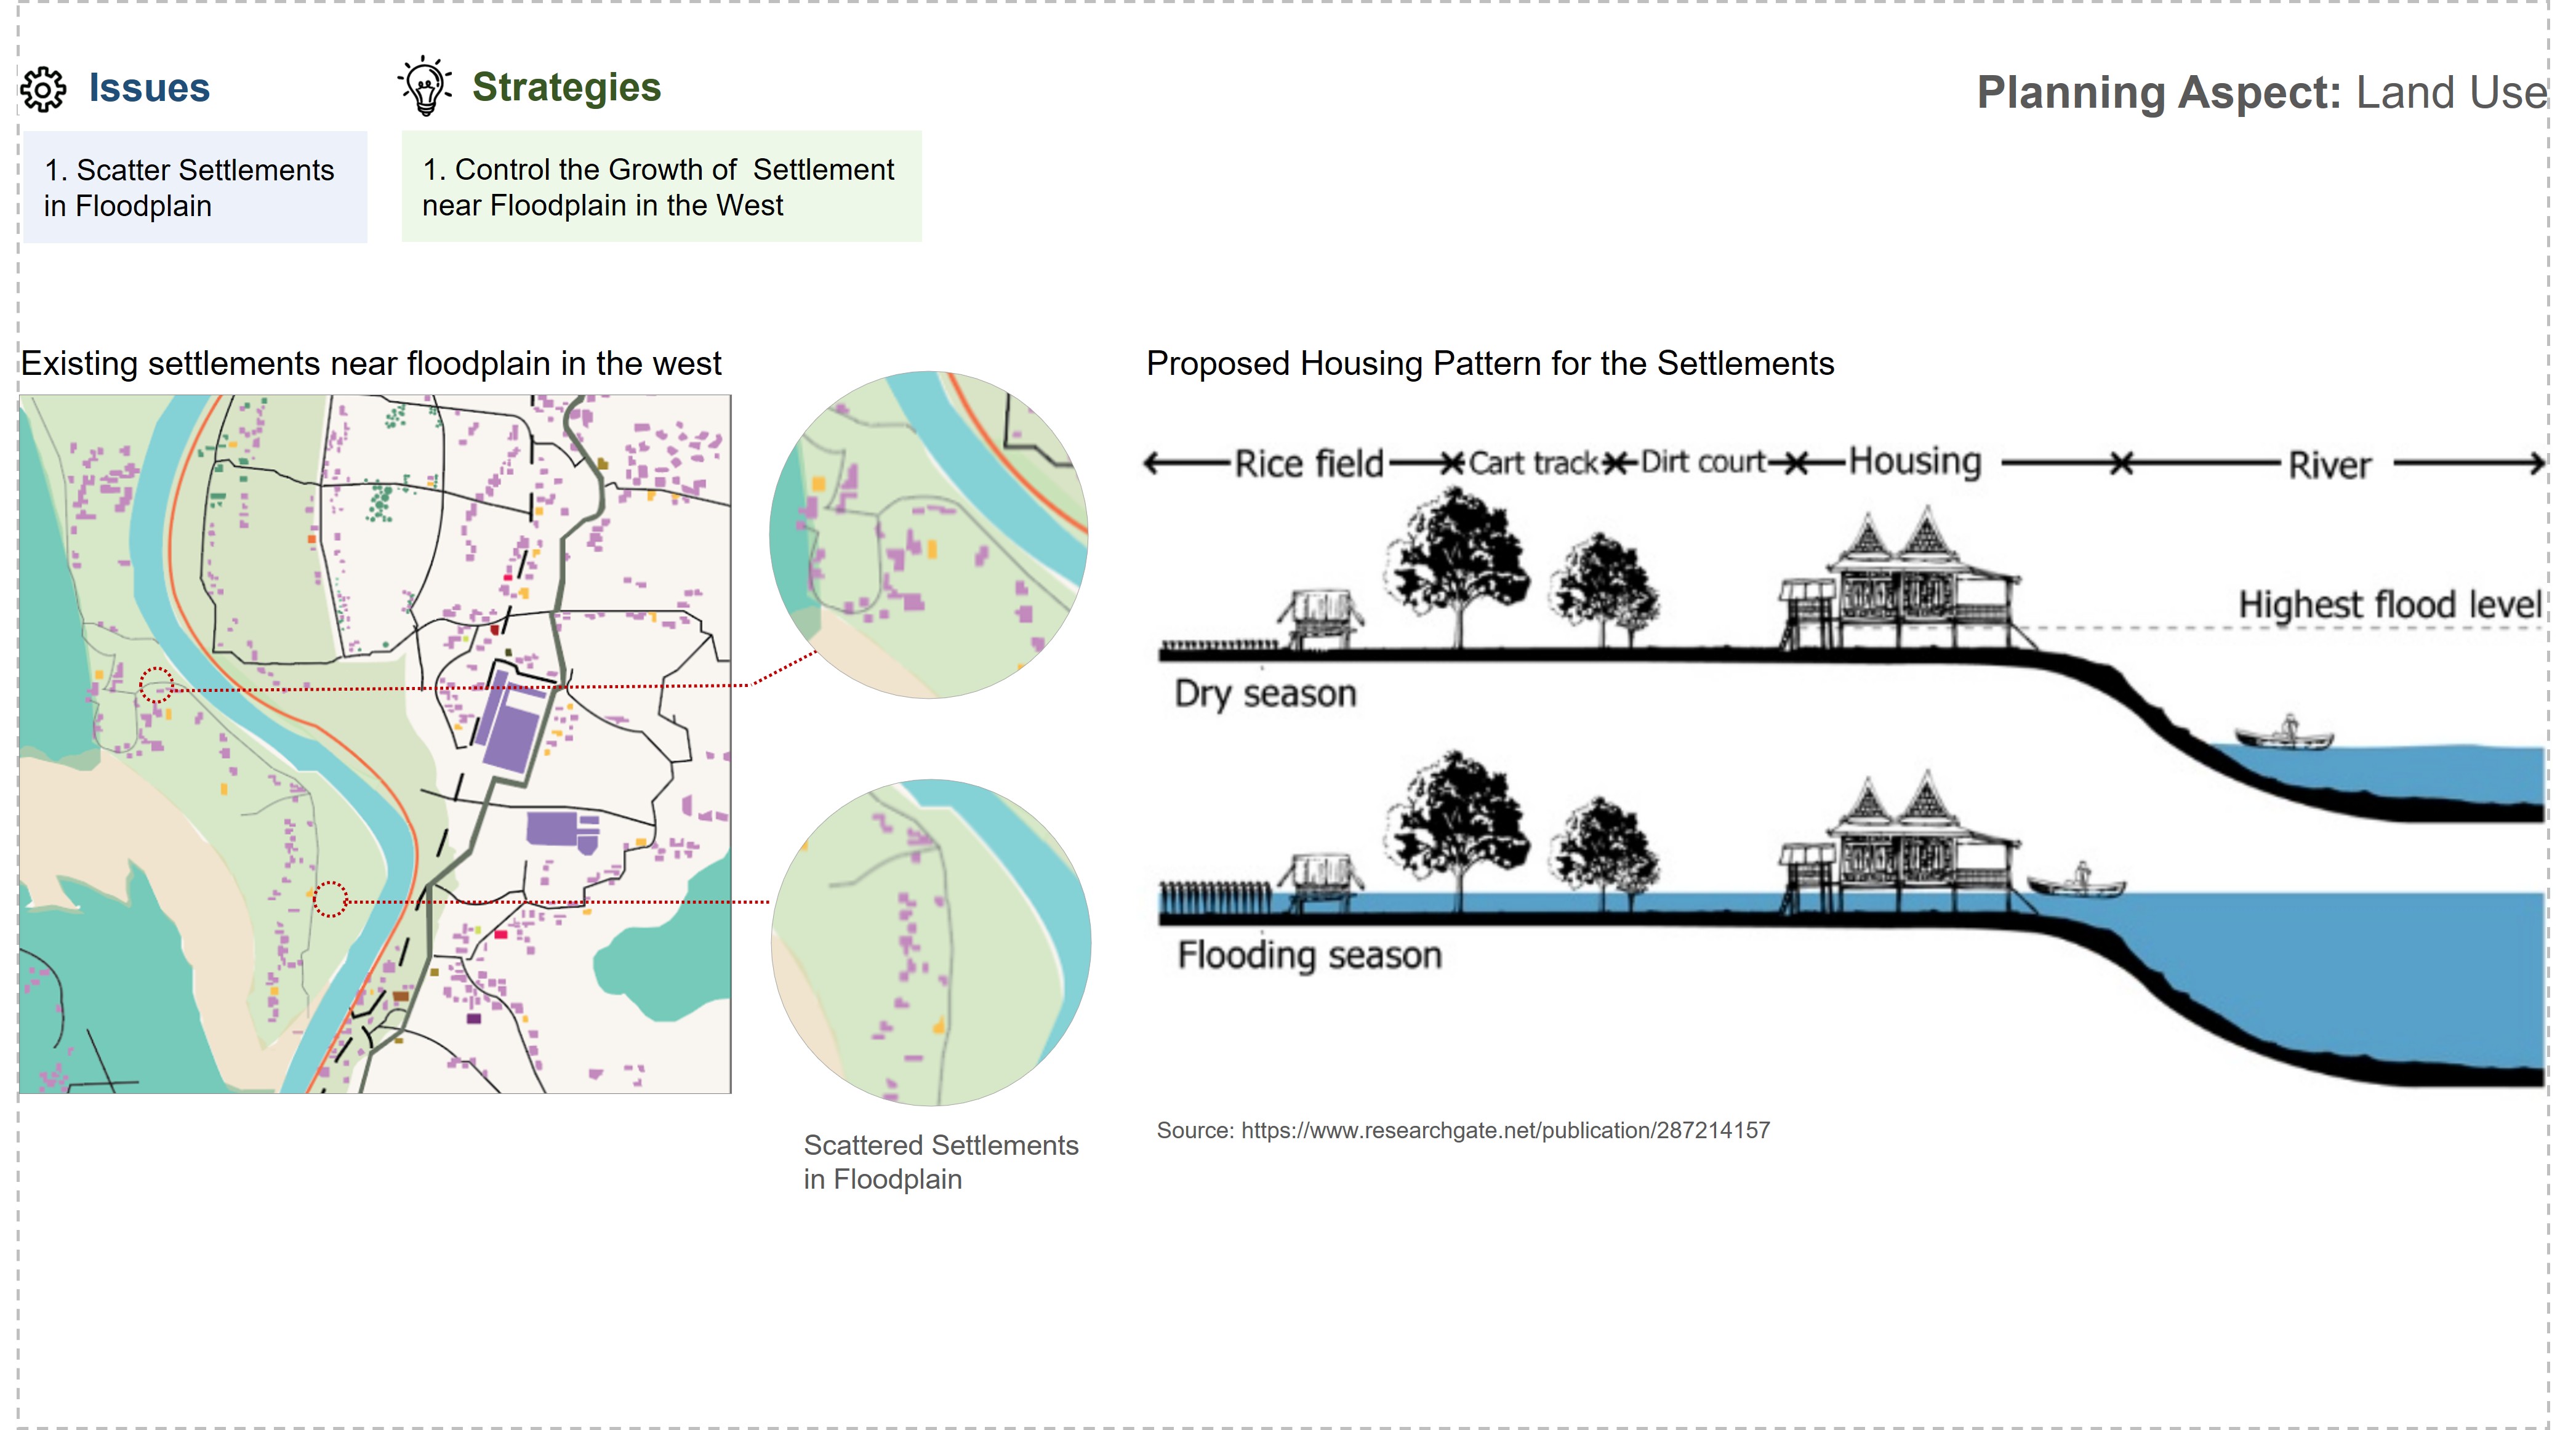 Issues
Strategies
Planning Aspect: Land Use
1. Scatter Settlements
in Floodplain
1. Control the Growth of  Settlement
near Floodplain in the West
Existing settlements near floodplain in the west
Proposed Housing Pattern for the Settlements
Rice field
Cart track
Dirt court
Housing
River
Highest flood level
Dry season
Flooding season
Source: https://www.researchgate.net/publication/287214157
Scattered Settlements
in Floodplain